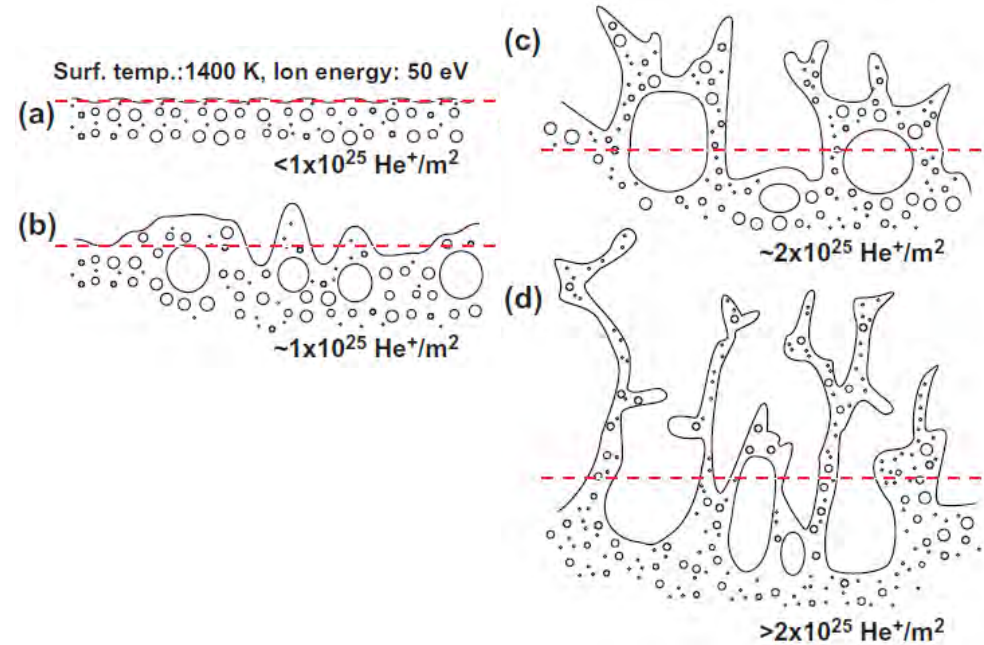 Surf. temp.:1400 K, Ion energy: 50 eV
(a)
<1x10²⁵ He⁺/m²
(b)
~1x10²⁵ He⁺/m²
(c)
~2x10²⁵ He⁺/m²
(d)
>2x10²⁵ He⁺/m²